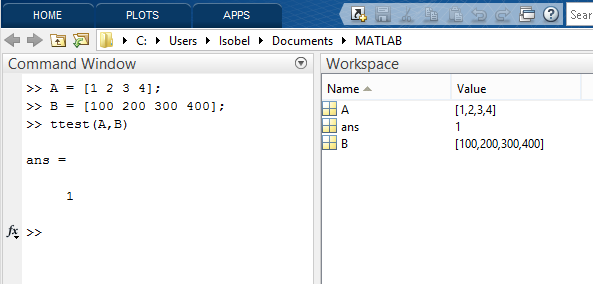 HOME PLOTS APPS Sear
C: Users Isobel Documents MATLAB
Command Window
>> A = [1 2 3 4];
>> B = [100 200 300 400];
>> ttest(A,B)
ans =
1
fx >>
Workspace
Name Value
A [1,2,3,4]
ans 1
B [100,200,300,400]